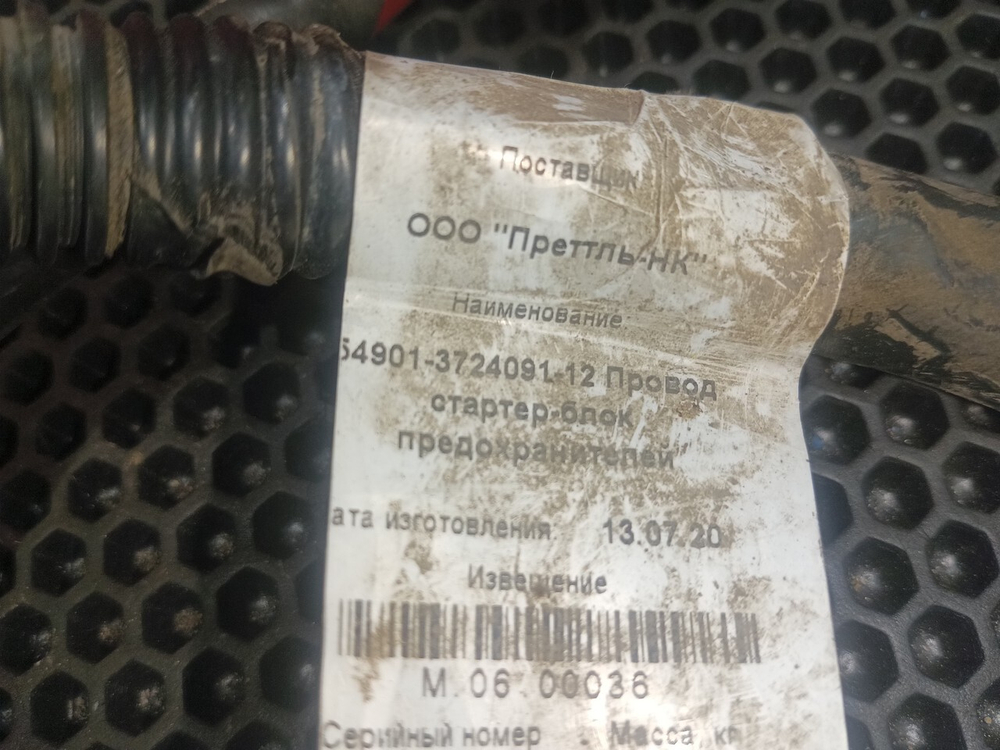 Поставщик
ООО "Преттль-НК"
Наименование
54901-3724091-12 Провод
стартер-блок
предохранителей
ата изготовления 13.07.20
Извещение
М.06.00036
Серийный номер Масса, кг